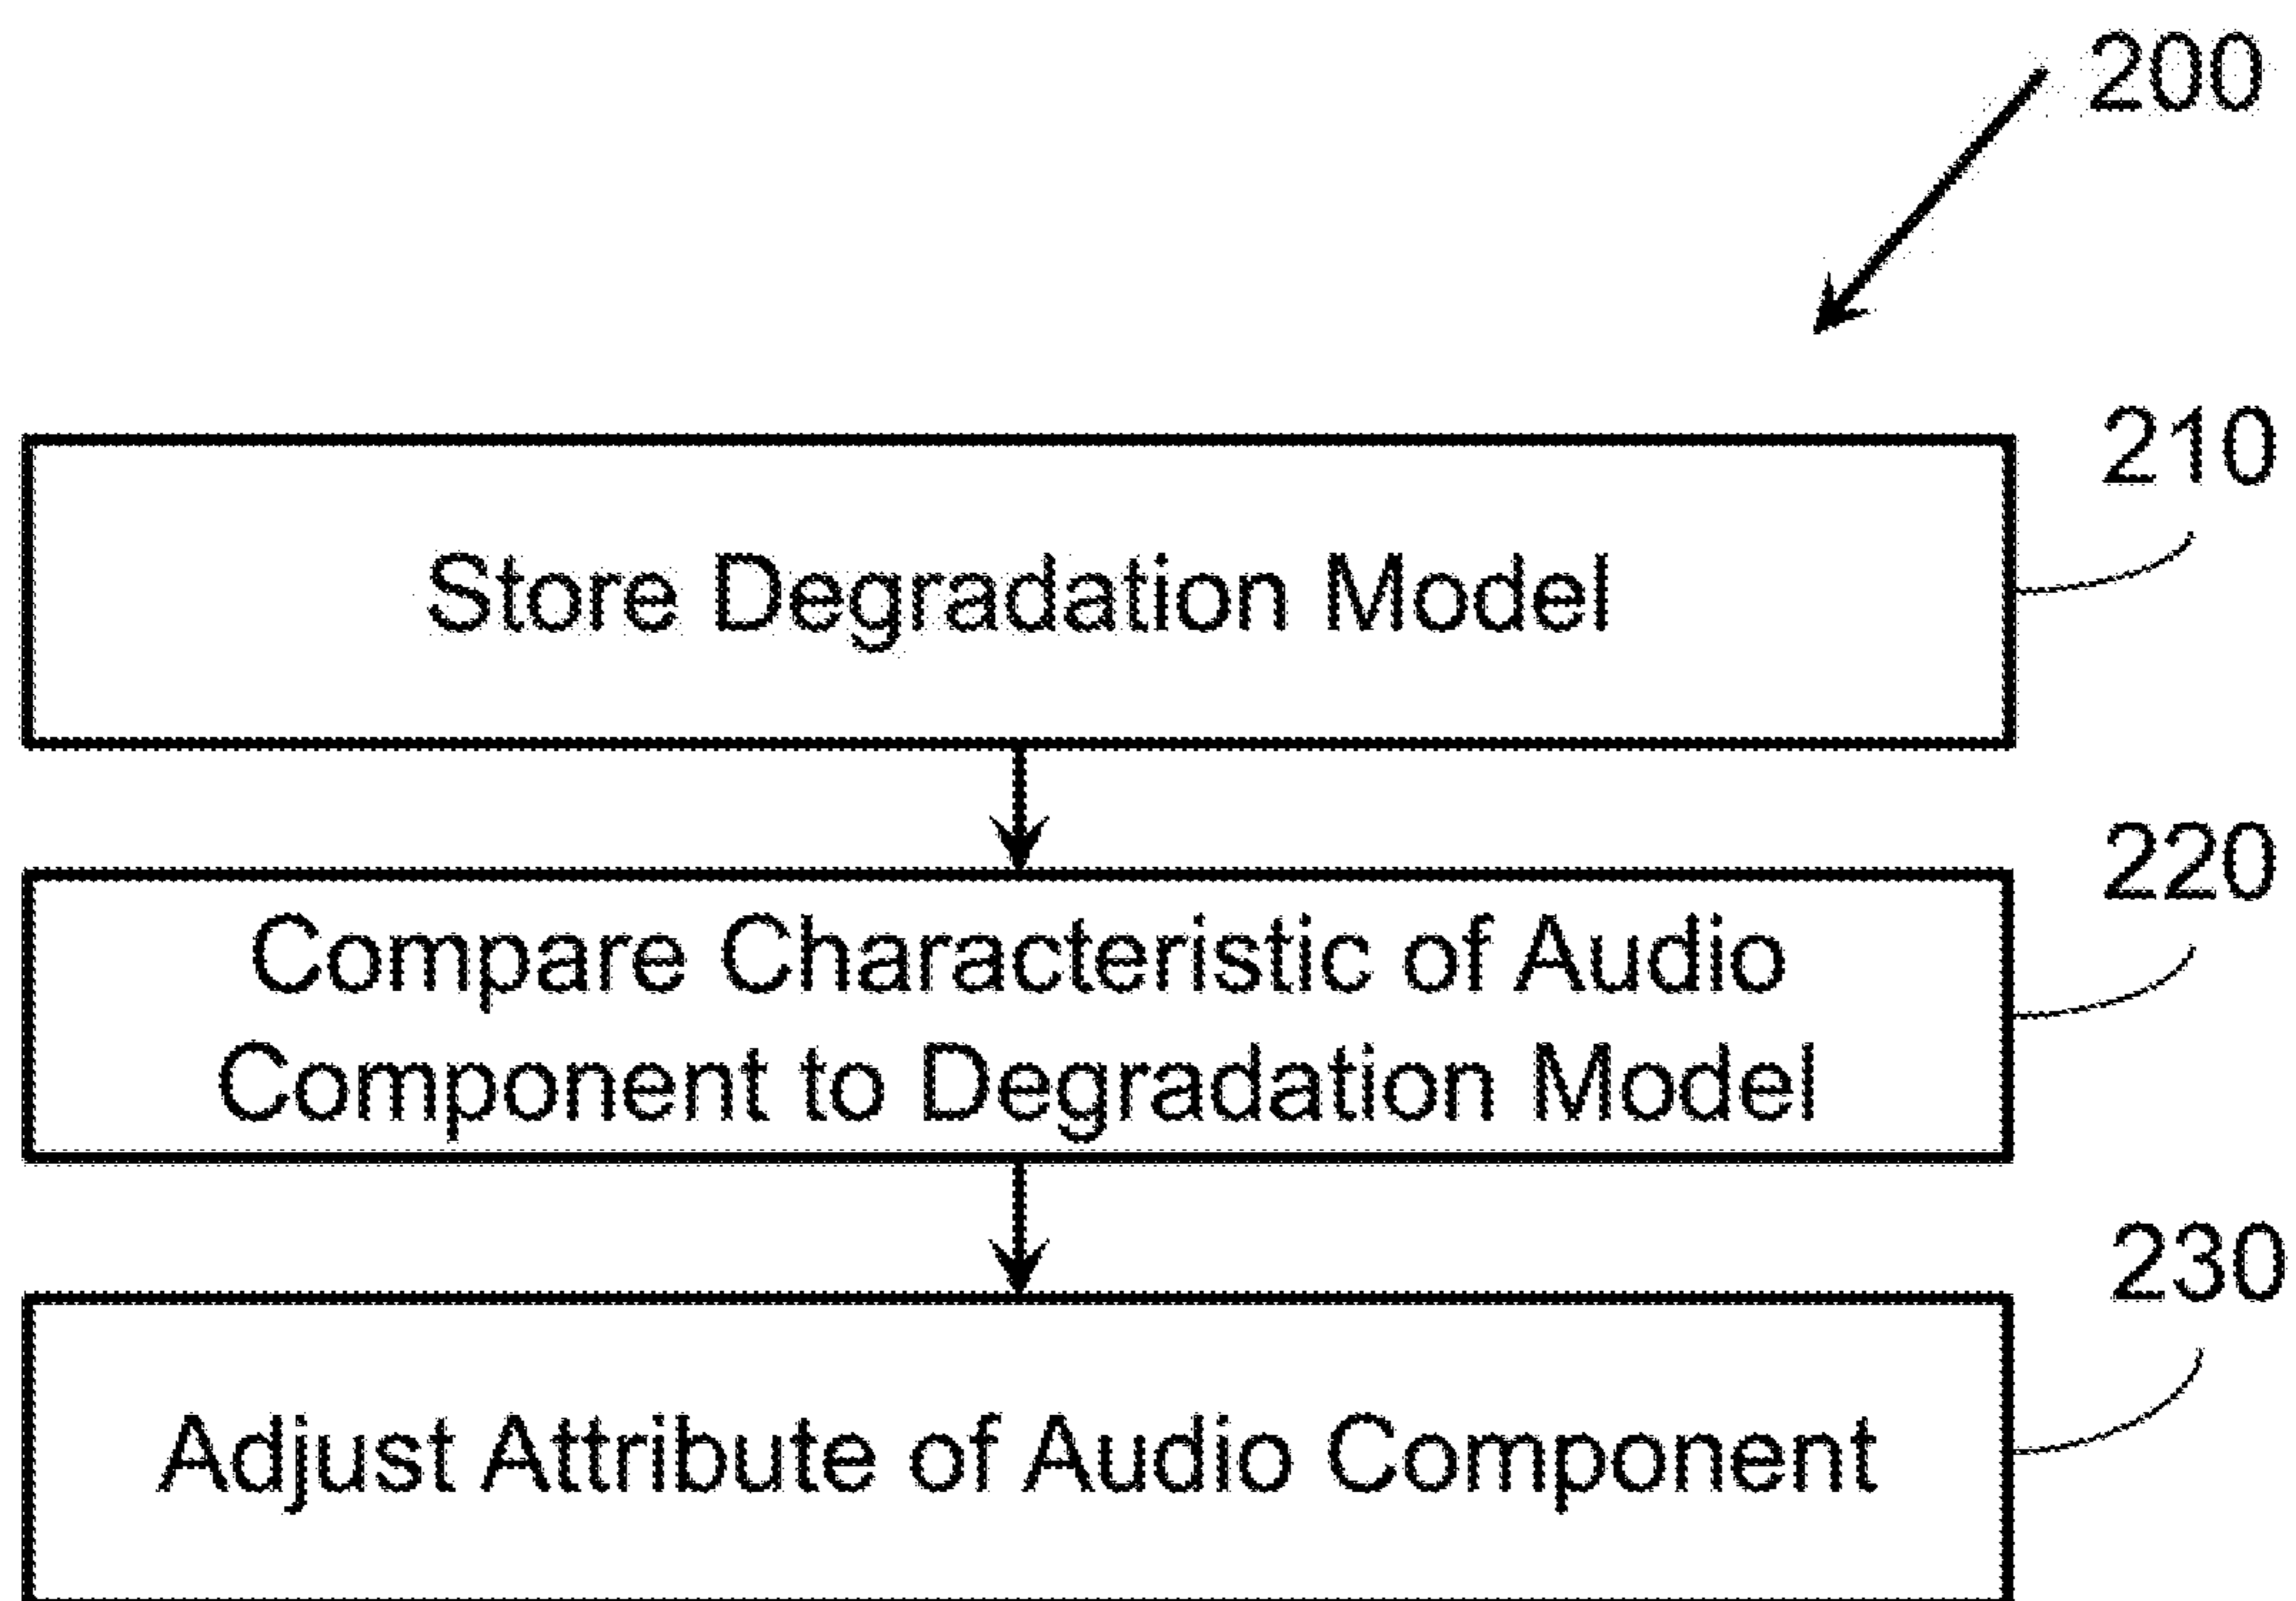 200
210
Store Degradation Model
220
Compare Characteristic of Audio
Component to Degradation Model
230
Adjust Attribute of Audio Component